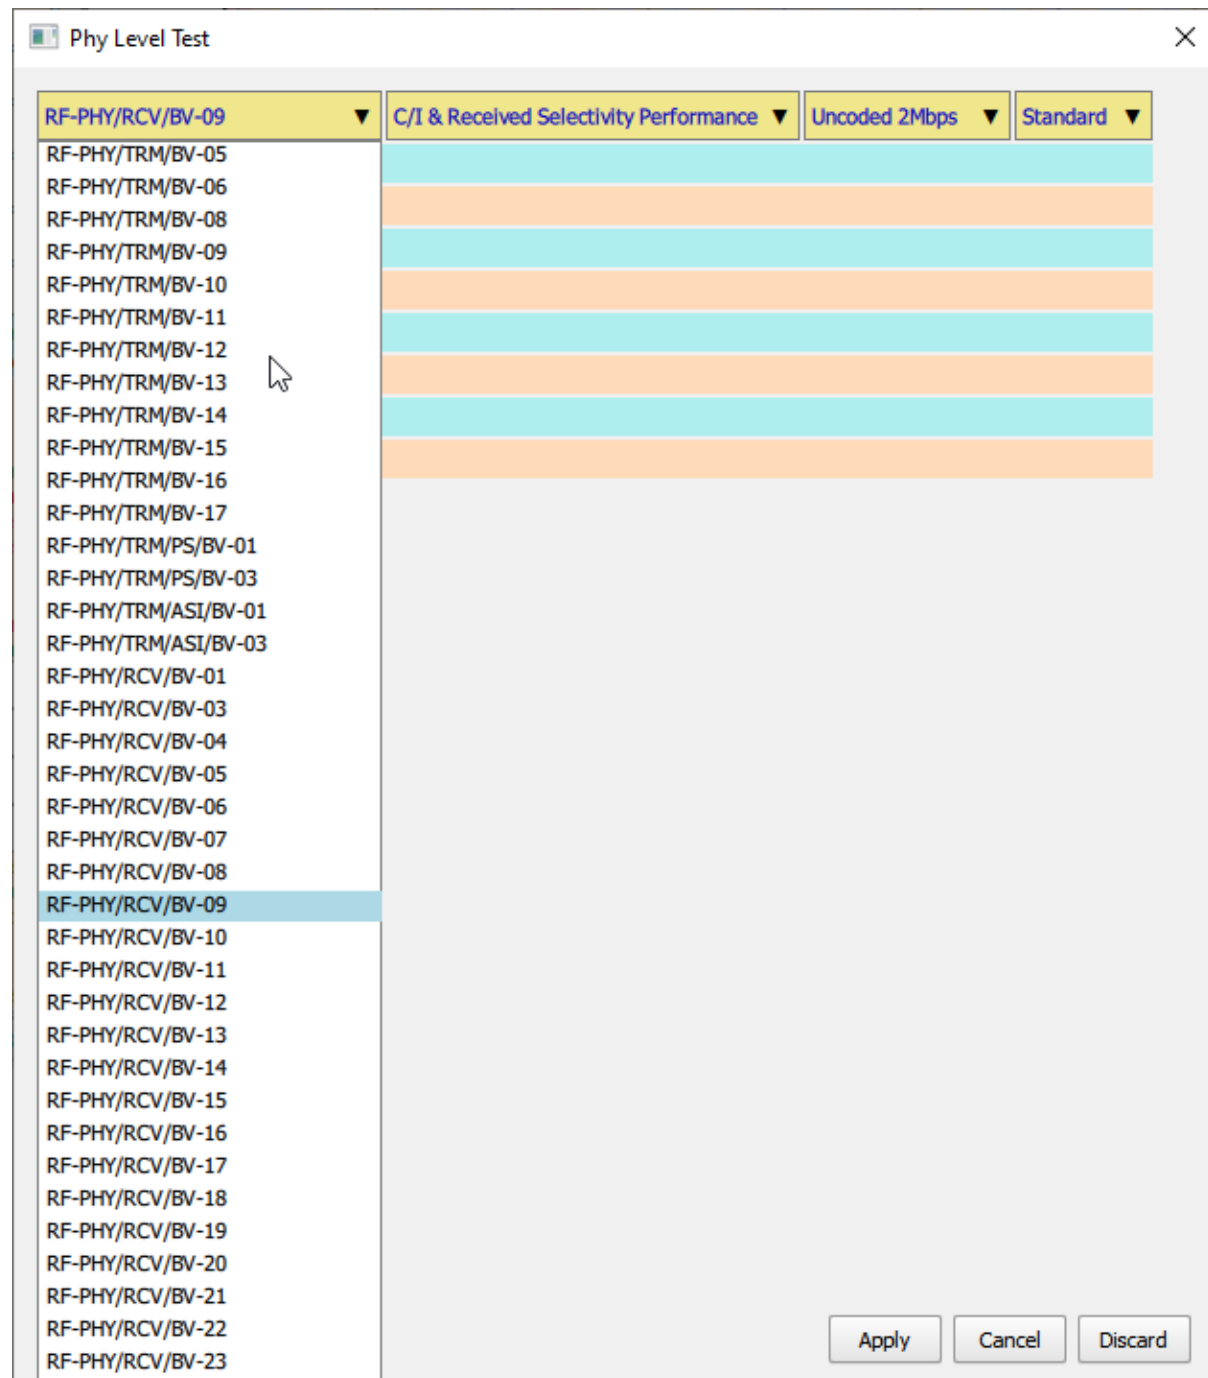 Phy Level Test
RF-PHY/RCV/BV-09 C/I & Received Selectivity Performance Uncoded 2Mbps Standard
RF-PHY/TRM/BV-05
RF-PHY/TRM/BV-06
RF-PHY/TRM/BV-08
RF-PHY/TRM/BV-09
RF-PHY/TRM/BV-10
RF-PHY/TRM/BV-11
RF-PHY/TRM/BV-12
RF-PHY/TRM/BV-13
RF-PHY/TRM/BV-14
RF-PHY/TRM/BV-15
RF-PHY/TRM/BV-16
RF-PHY/TRM/BV-17
RF-PHY/TRM/PS/BV-01
RF-PHY/TRM/PS/BV-03
RF-PHY/TRM/ASI/BV-01
RF-PHY/TRM/ASI/BV-03
RF-PHY/RCV/BV-01
RF-PHY/RCV/BV-03
RF-PHY/RCV/BV-04
RF-PHY/RCV/BV-05
RF-PHY/RCV/BV-06
RF-PHY/RCV/BV-07
RF-PHY/RCV/BV-08
RF-PHY/RCV/BV-09
RF-PHY/RCV/BV-10
RF-PHY/RCV/BV-11
RF-PHY/RCV/BV-12
RF-PHY/RCV/BV-13
RF-PHY/RCV/BV-14
RF-PHY/RCV/BV-15
RF-PHY/RCV/BV-16
RF-PHY/RCV/BV-17
RF-PHY/RCV/BV-18
RF-PHY/RCV/BV-19
RF-PHY/RCV/BV-20
RF-PHY/RCV/BV-21
RF-PHY/RCV/BV-22
RF-PHY/RCV/BV-23
Apply Cancel Discard